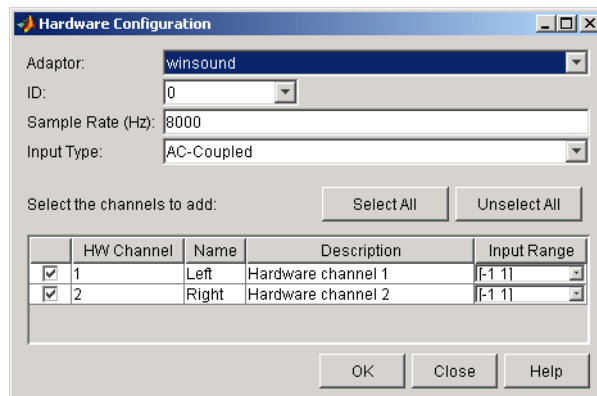 Hardware Configuration
Adaptor: winsound
ID: 0
Sample Rate (Hz): 8000
Input Type: AC-Coupled
Select the channels to add: Select All Unselect All
HW Channel Name Description Input Range
1 Left Hardware channel 1 [-1 1]
2 Right Hardware channel 2 [-1 1]
OK Close Help